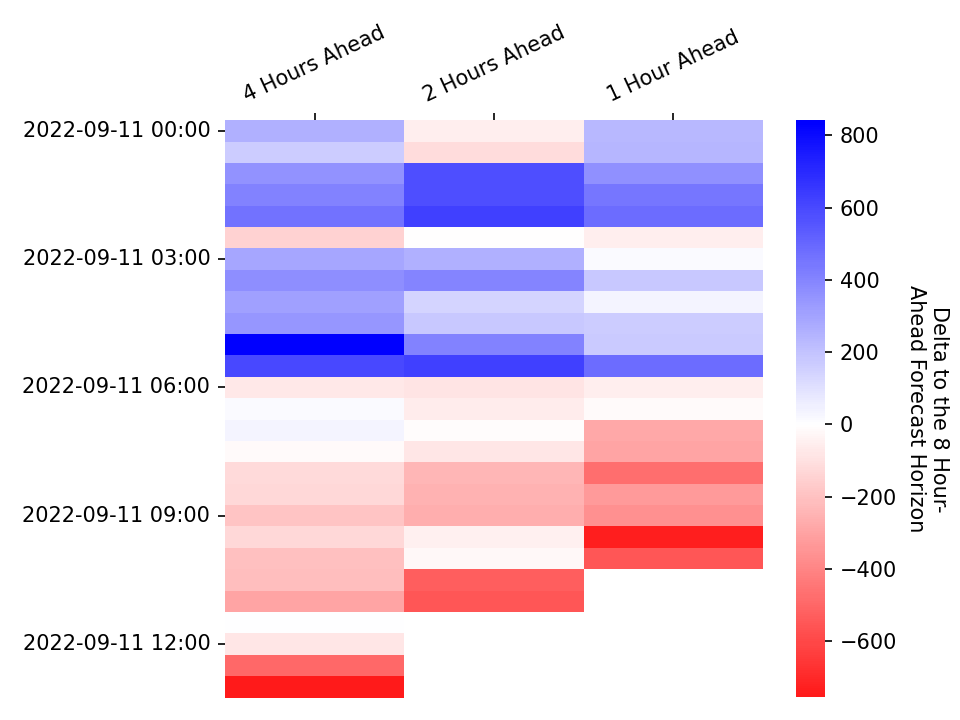 4 Hours Ahead
2 Hours Ahead
1 Hour Ahead
2022-09-11 00:00
2022-09-11 03:00
2022-09-11 06:00
2022-09-11 09:00
2022-09-11 12:00
800
600
400
200
0
−200
−400
−600
Delta to the 8 Hour-
Ahead Forecast Horizon